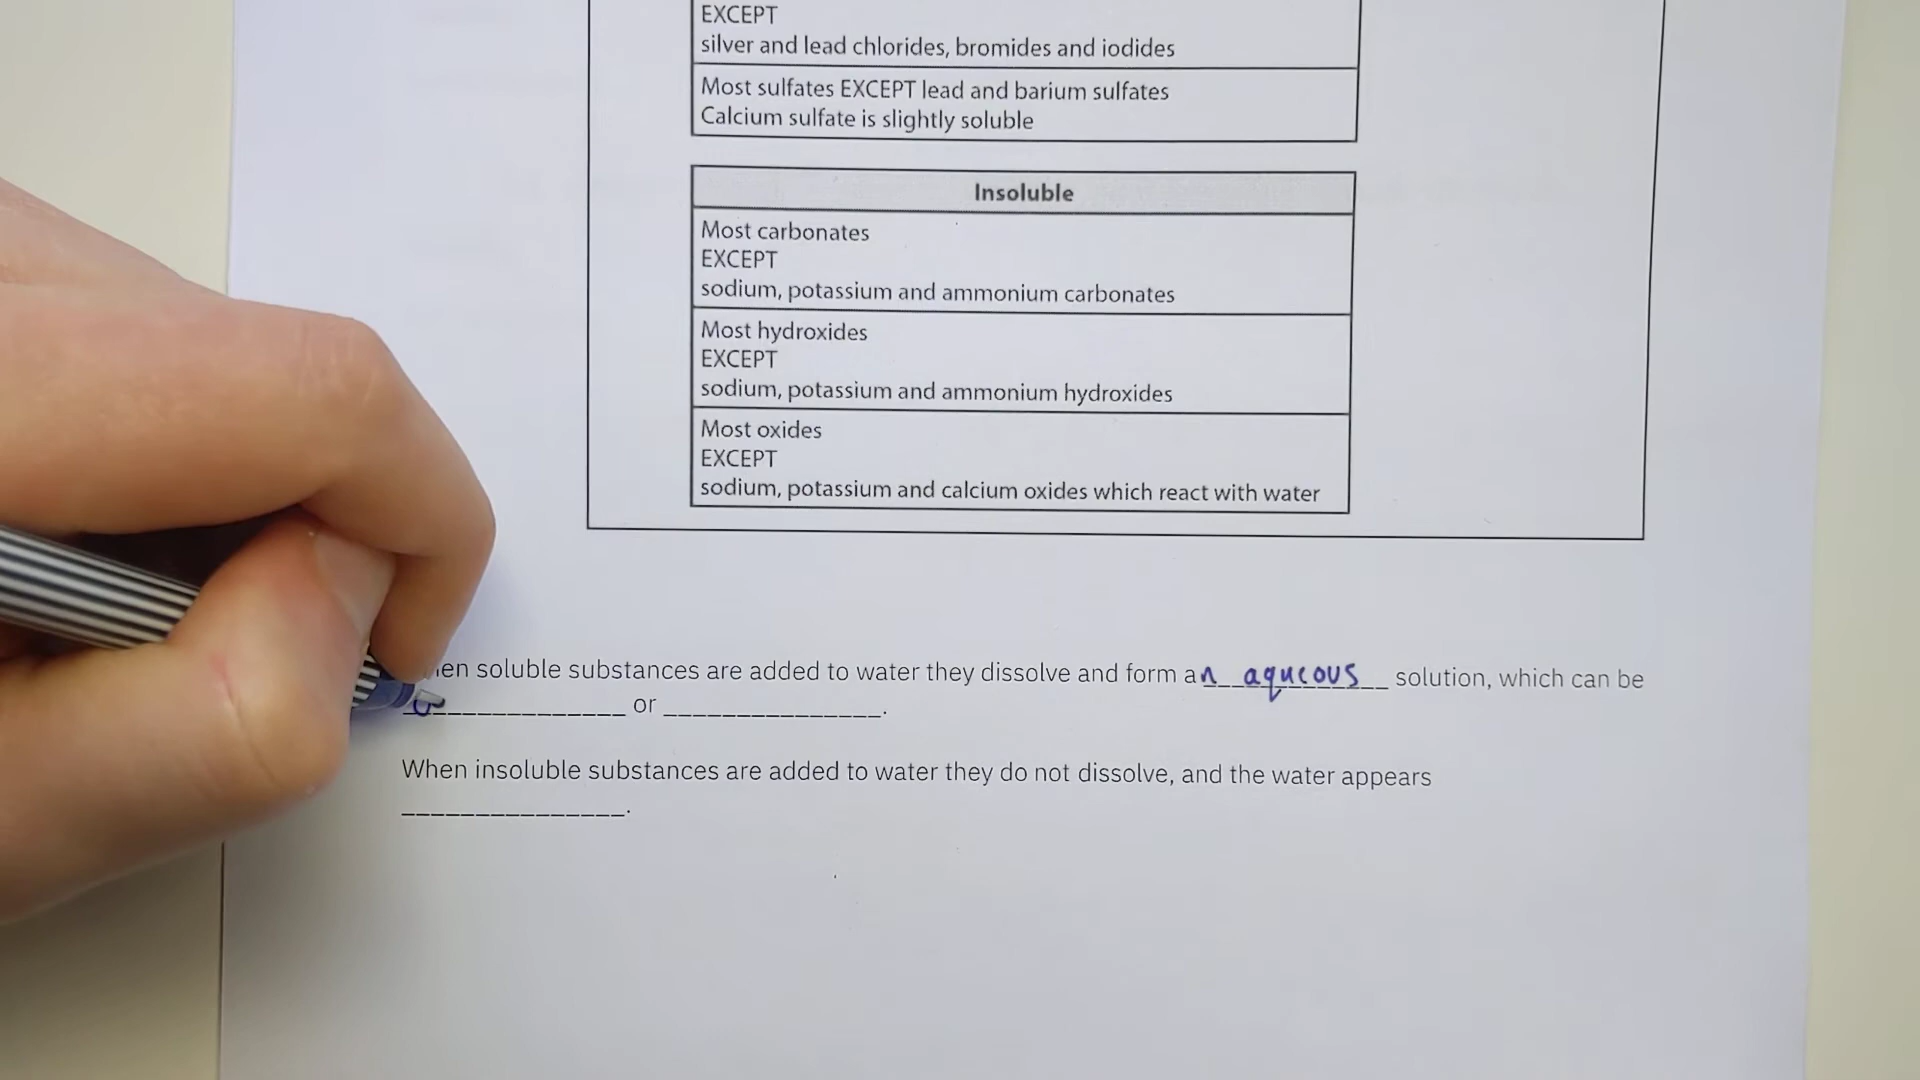 EXCEPT
silver and lead chlorides, bromides and iodides
Most sulfates EXCEPT lead and barium sulfates
Calcium sulfate is slightly soluble
Insoluble
Most carbonates
EXCEPT
sodium, potassium and ammonium carbonates
Most hydroxides
EXCEPT
sodium, potassium and ammonium hydroxides
Most oxides
EXCEPT
sodium, potassium and calcium oxides which react with water
en soluble substances are added to water they dissolve and form an aqueous solution, which can be
_______________ or _______________.
When insoluble substances are added to water they do not dissolve, and the water appears
_______________.